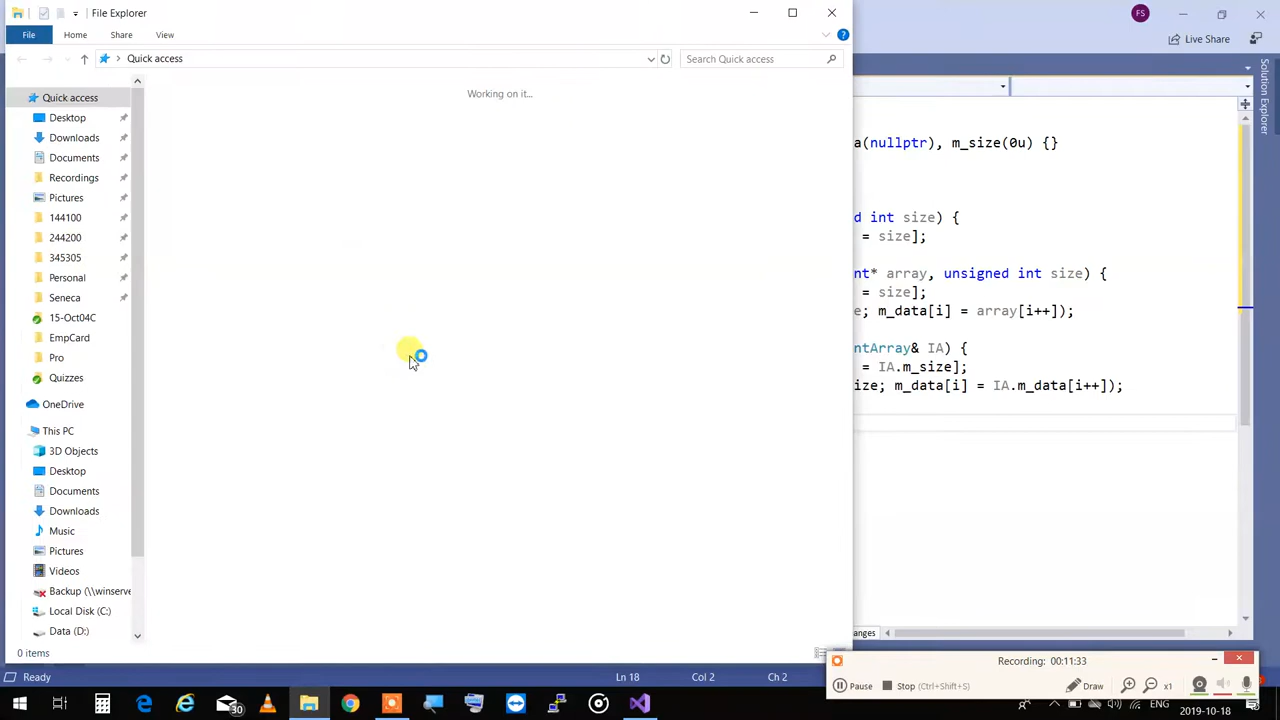 File Explorer
FS
File Home Share View
Live Share
Quick access
Search Quick access
Working on it...
Solution Explorer
Quick access
Desktop
Downloads
Documents
Recordings
Pictures
144100
244200
345305
Personal
Seneca
15-Oct04C
EmpCard
Pro
Quizzes
OneDrive
This PC
3D Objects
Desktop
Documents
Downloads
Music
Pictures
Videos
Backup (\\winserve
Local Disk (C:)
Data (D:)
0 items
a(nullptr), m_size(0u) {}
d int size) {
= size];
nt* array, unsigned int size) {
= size];
e; m_data[i] = array[i++]);
ntArray& IA) {
= IA.m_size];
ize; m_data[i] = IA.m_data[i++]);
anges
Ready Ln 18 Col 2 Ch 2
Recording: 00:11:33
Pause Stop (Ctrl+Shift+S) Draw x1
30
ENG
2019-10-18